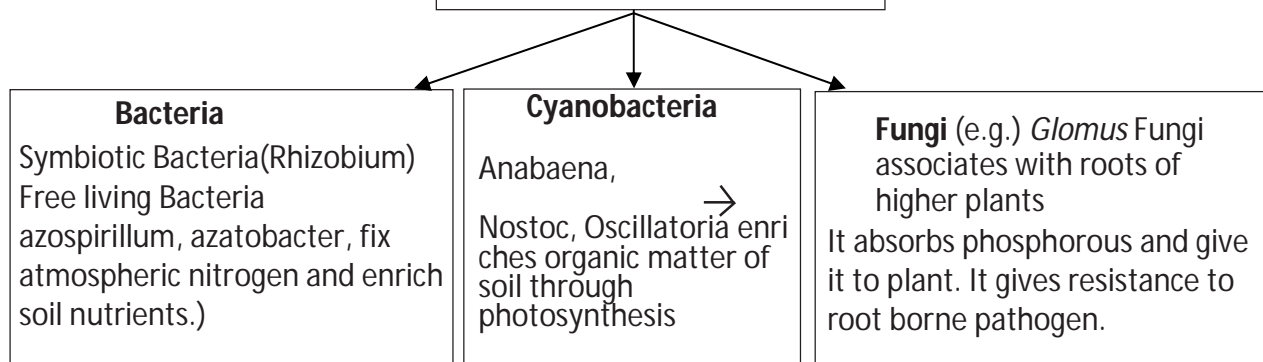 Bacteria
Symbiotic Bacteria(Rhizobium)
Free living Bacteria
azospirillum, azatobacter, fix
atmospheric nitrogen and enrich
soil nutrients.)
Cyanobacteria
Anabaena,
→
Nostoc, Oscillatoria enri
ches organic matter of
soil through
photosynthesis
Fungi (e.g.) Glomus Fungi
associates with roots of
higher plants
It absorbs phosphorous and give
it to plant. It gives resistance to
root borne pathogen.